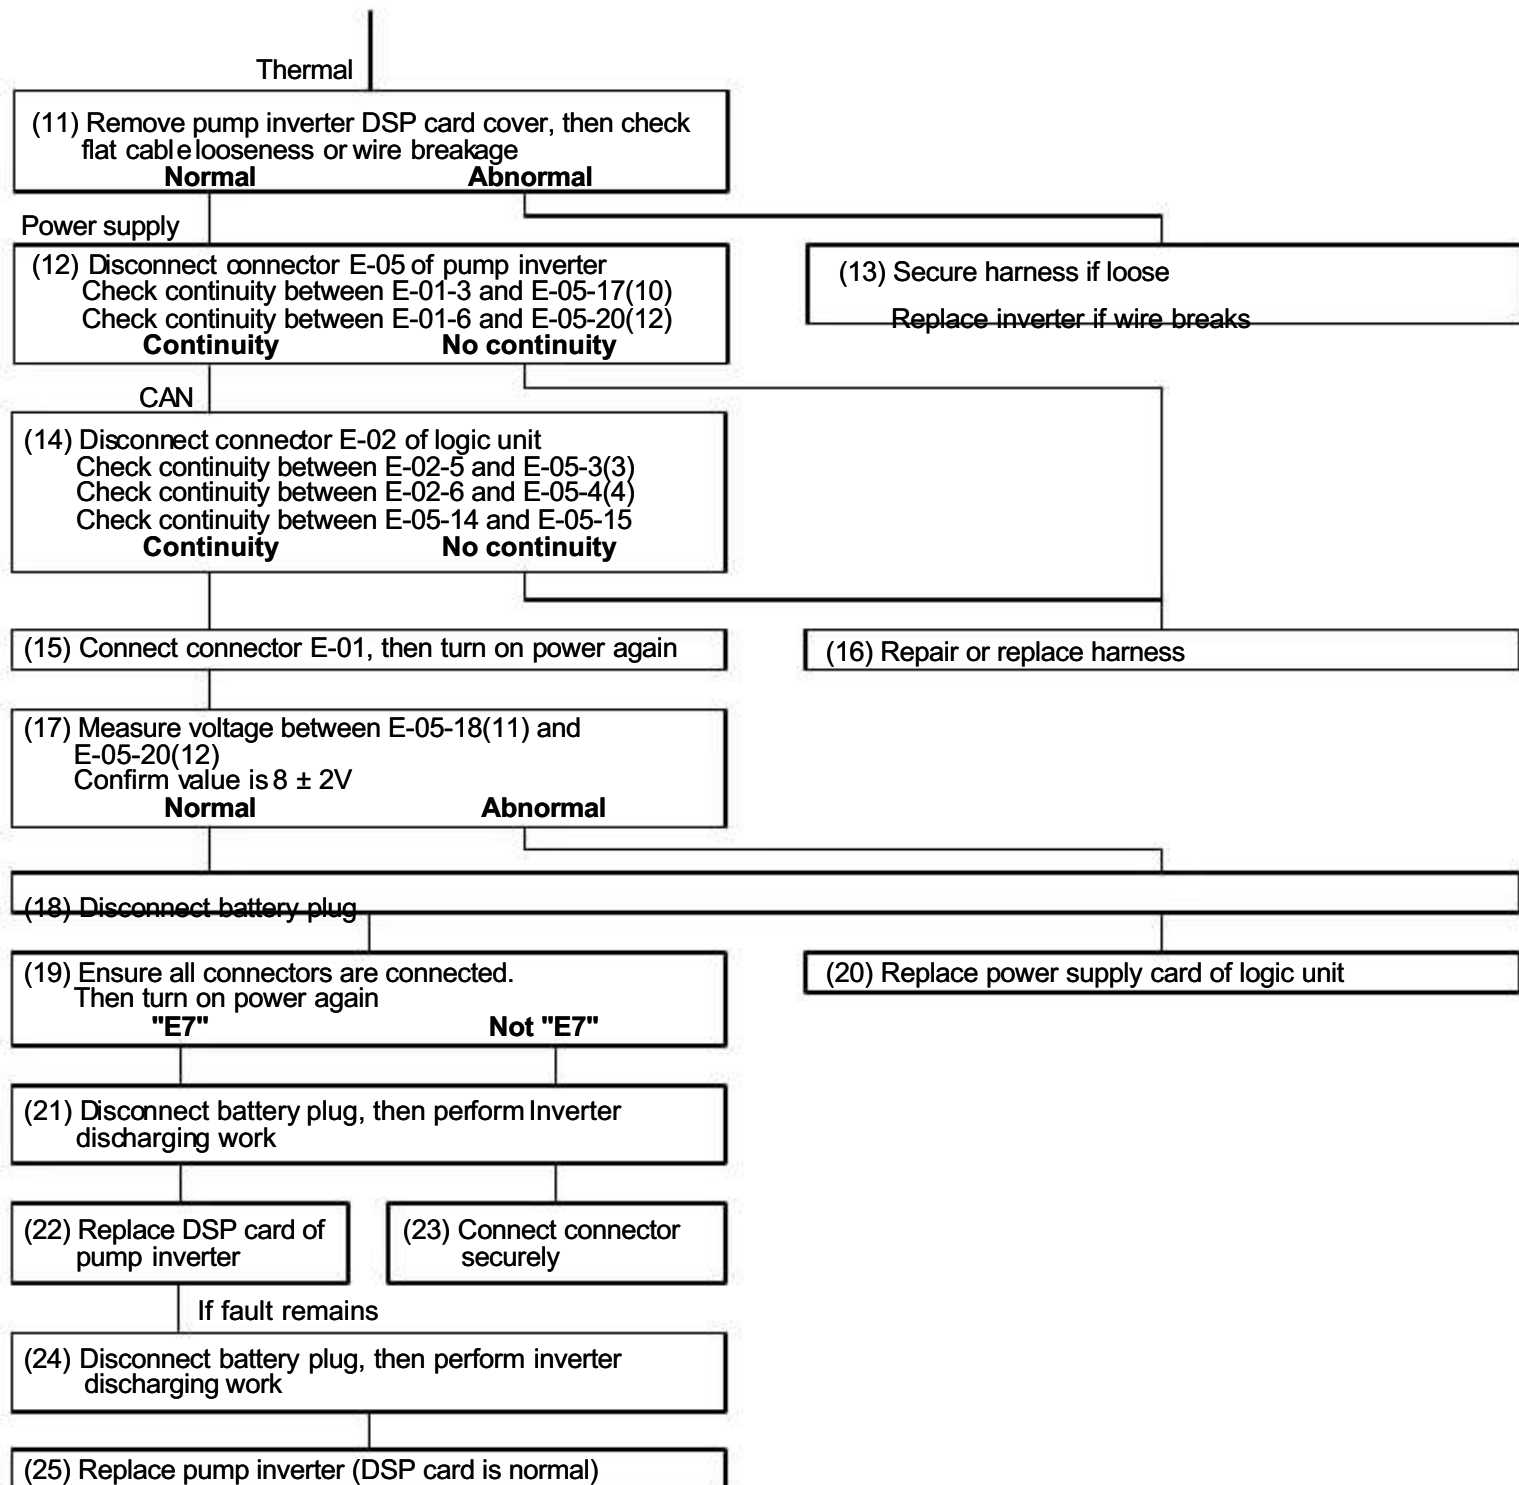 Thermal
(11) Remove pump inverter DSP card cover, then check
flat cable looseness or wire breakage
Normal Abnormal
Power supply
(12) Disconnect connector E-05 of pump inverter
Check continuity between E-01-3 and E-05-17(10)
Check continuity between E-01-6 and E-05-20(12)
Continuity No continuity
(13) Secure harness if loose
Replace inverter if wire breaks
CAN
(14) Disconnect connector E-02 of logic unit
Check continuity between E-02-5 and E-05-3(3)
Check continuity between E-02-6 and E-05-4(4)
Check continuity between E-05-14 and E-05-15
Continuity No continuity
(15) Connect connector E-01, then turn on power again
(16) Repair or replace harness
(17) Measure voltage between E-05-18(11) and
E-05-20(12)
Confirm value is 8 ± 2V
Normal Abnormal
(18) Disconnect battery plug
(19) Ensure all connectors are connected.
Then turn on power again
"E7" Not "E7"
(20) Replace power supply card of logic unit
(21) Disconnect battery plug, then perform Inverter
discharging work
(22) Replace DSP card of
pump inverter
(23) Connect connector
securely
If fault remains
(24) Disconnect battery plug, then perform inverter
discharging work
(25) Replace pump inverter (DSP card is normal)